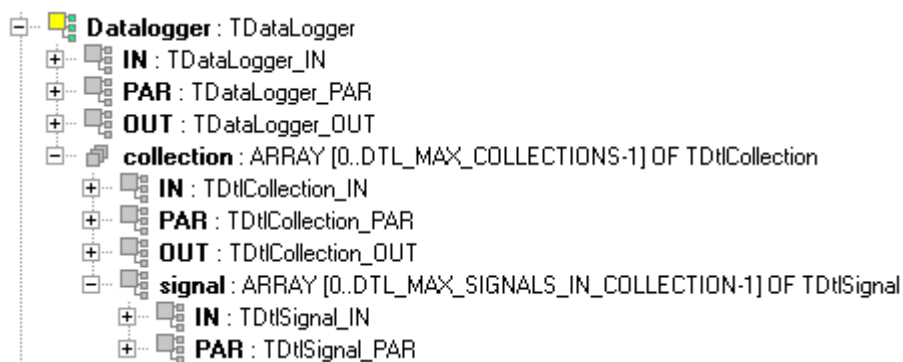 Datalogger : TDataLogger
IN : TDataLogger_IN
PAR : TDataLogger_PAR
OUT : TDataLogger_OUT
collection : ARRAY [0..DTL_MAX_COLLECTIONS-1] OF TDtlCollection
IN : TDtlCollection_IN
PAR : TDtlCollection_PAR
OUT : TDtlCollection_OUT
signal : ARRAY [0..DTL_MAX_SIGNALS_IN_COLLECTION-1] OF TDtlSignal
IN : TDtlSignal_IN
PAR : TDtlSignal_PAR